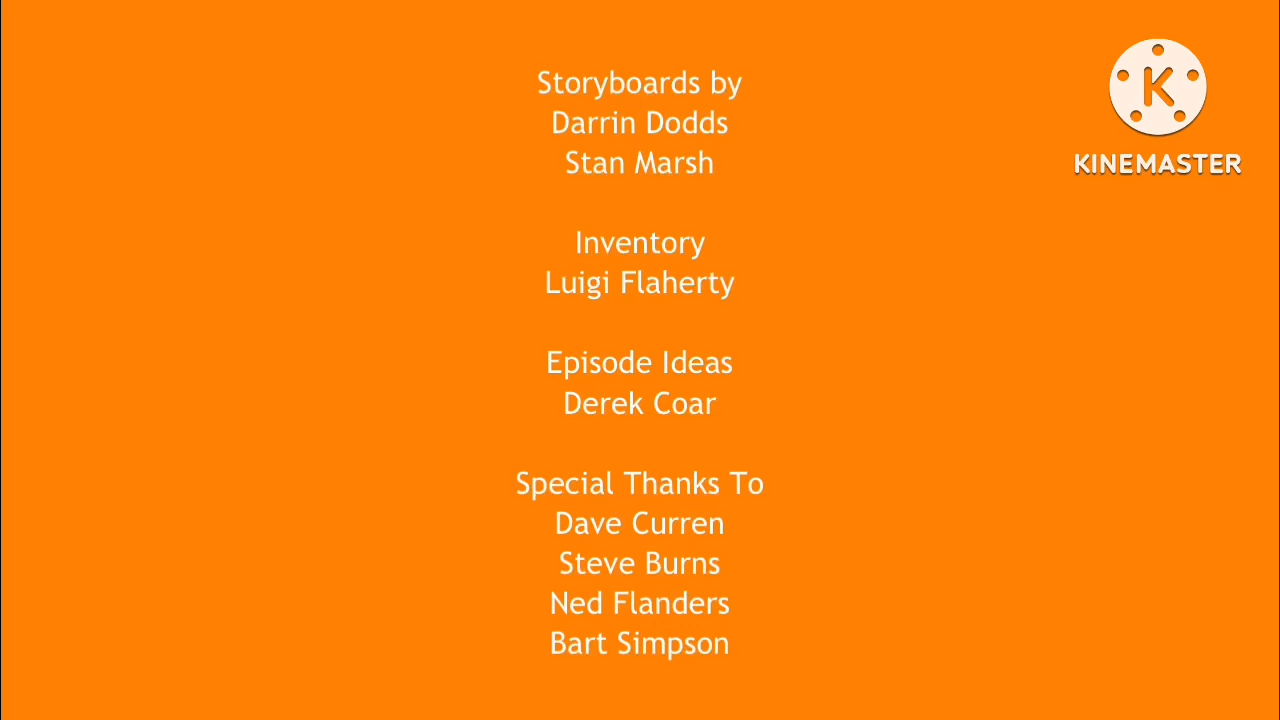 Storyboards by
Darrin Dodds
Stan Marsh
Inventory
Luigi Flaherty
Episode Ideas
Derek Coar
Special Thanks To
Dave Curren
Steve Burns
Ned Flanders
Bart Simpson
K
KINEMASTER